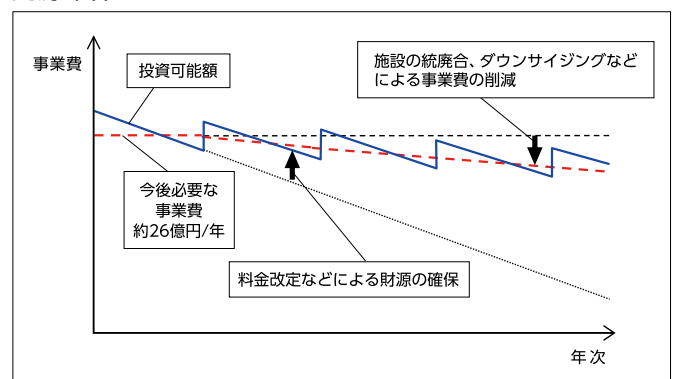 事業費
投資可能額
施設の統廃合、ダウンサイジングなど
による事業費の削減
今後必要な
事業費
約26億円/年
料金改定などによる財源の確保
年次